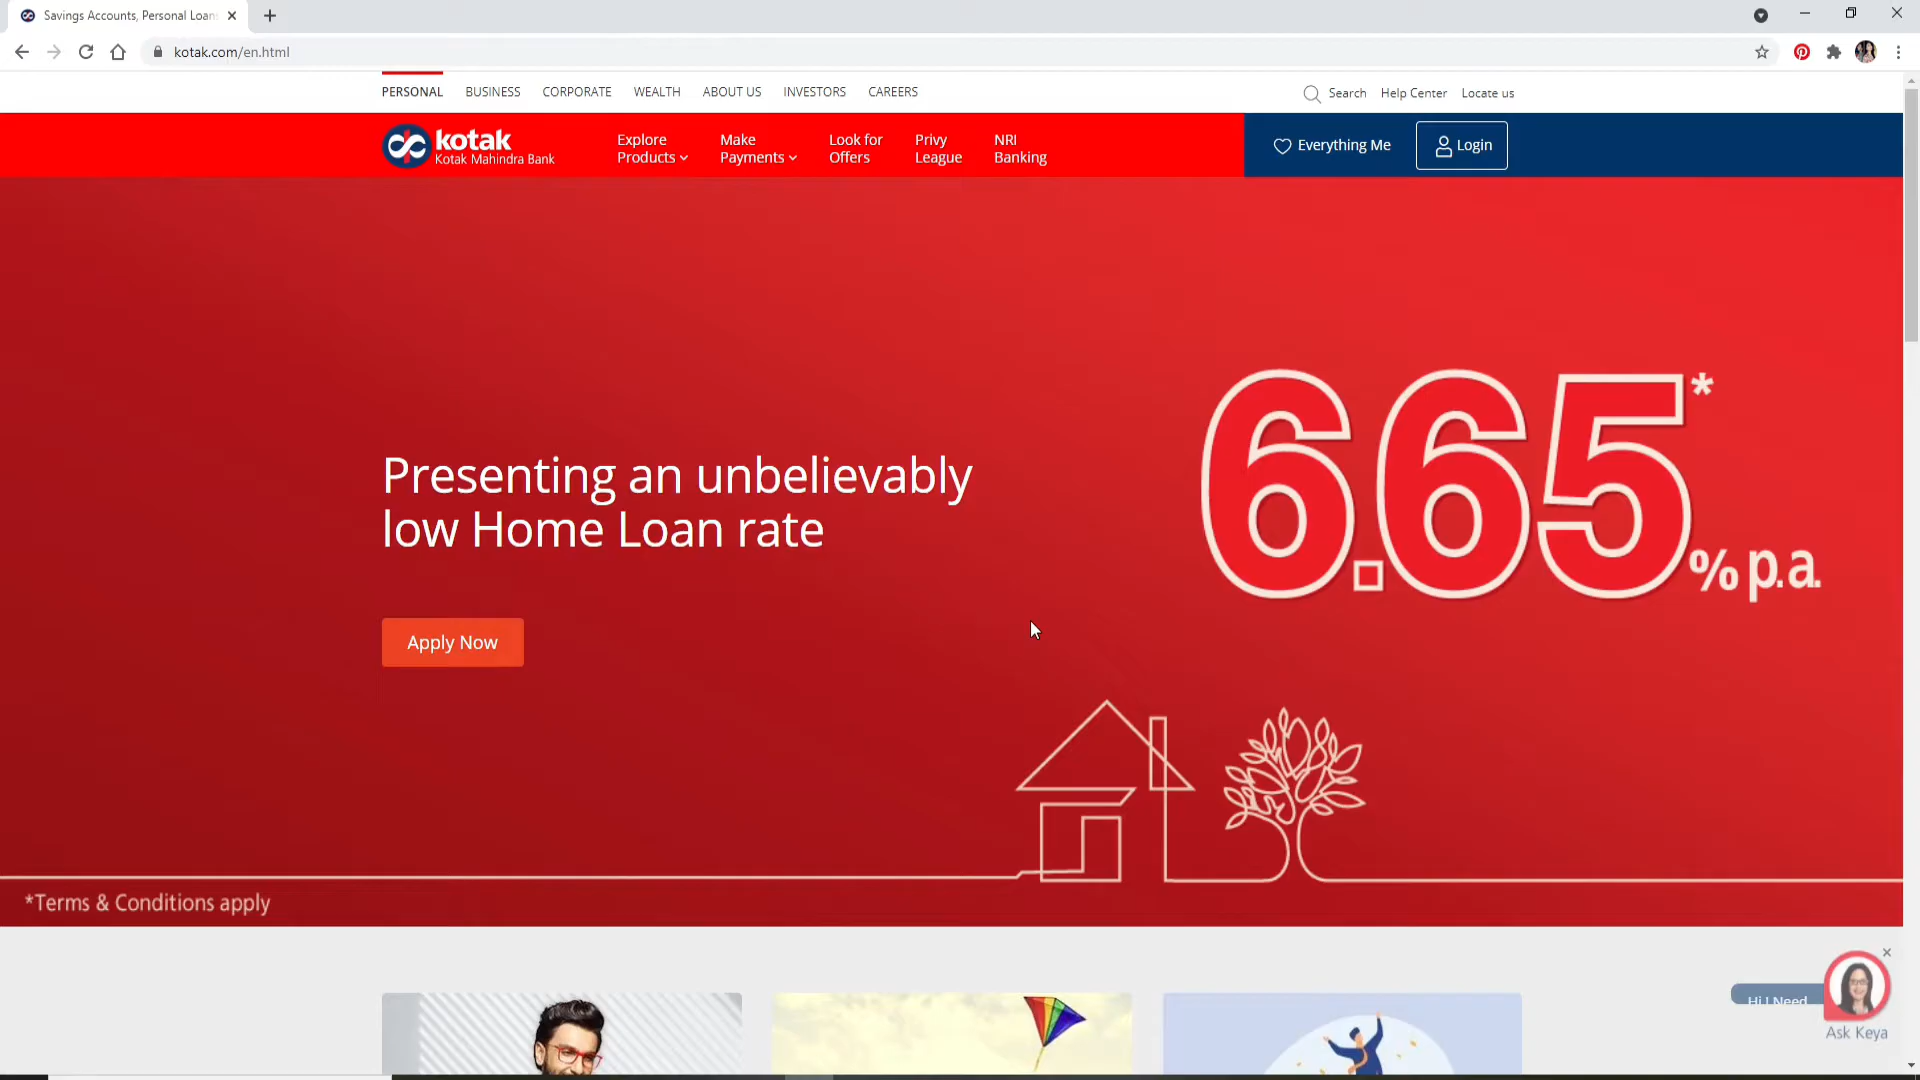 Savings Accounts, Personal Loan
kotak.com/en.html
PERSONAL BUSINESS CORPORATE WEALTH ABOUT US INVESTORS CAREERS
Search Help Center Locate us
kotak
Kotak Mahindra Bank
Explore
Products
Make
Payments
Look for
Offers
Privy
League
NRI
Banking
Everything Me
Login
Presenting an unbelievably
low Home Loan rate
6.65*
% p.a.
Apply Now
*Terms & Conditions apply
Hi I Need
Ask Keya